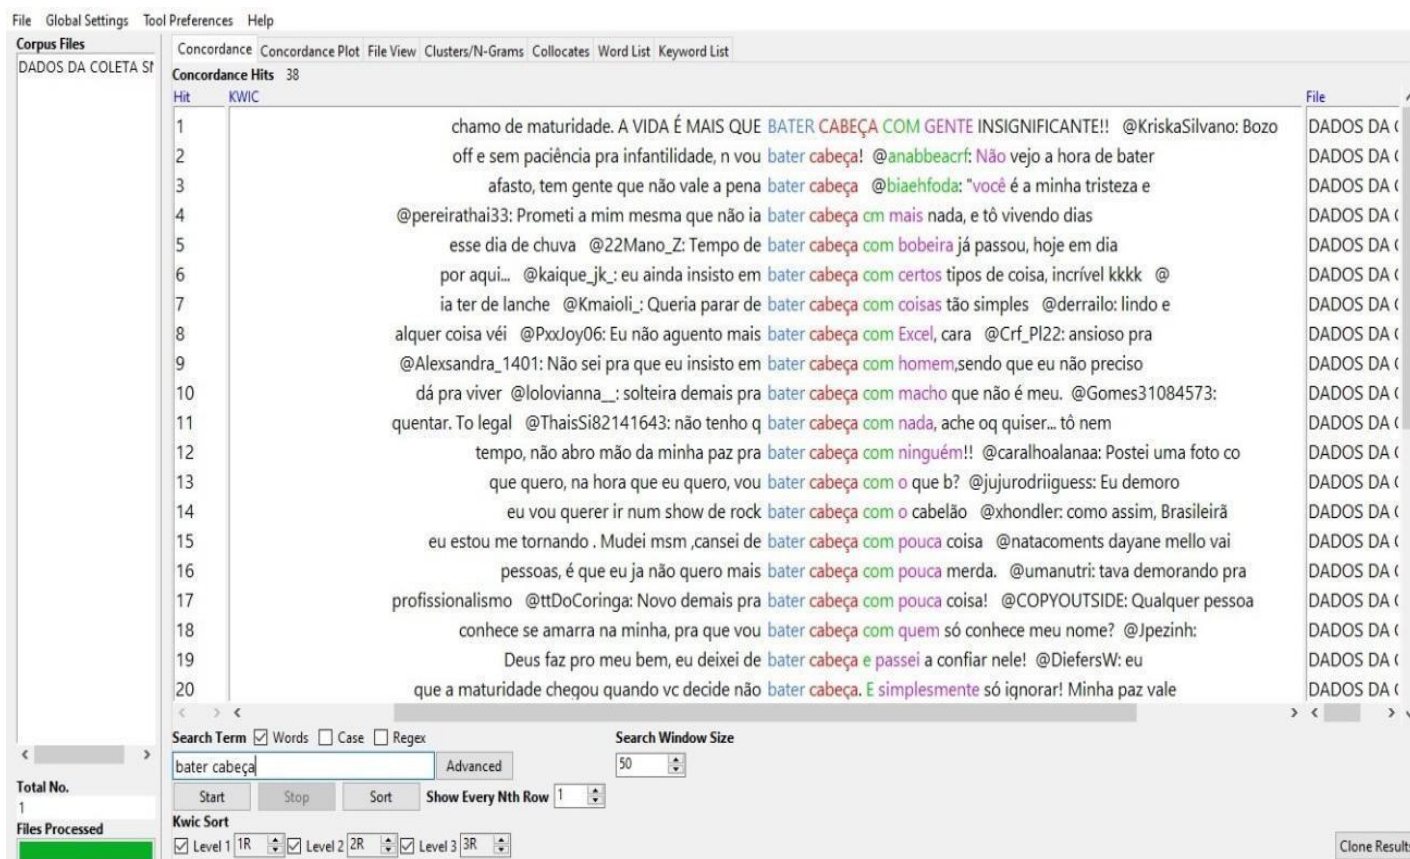 File Global Settings Tool Preferences Help
Corpus Files
DADOS DA COLETA SI
Concordance Concordance Plot File View Clusters/N-Grams Collocates Word List Keyword List
Concordance Hits 38
Hit KWIC File
1 chamo de maturidade. A VIDA É MAIS QUE BATER CABEÇA COM GENTE INSIGNIFICANTE!! @KriskaSilvano: Bozo DADOS DA
2 off e sem paciência pra infantilidade, n vou bater cabeça! @anabbeacrf: Não vejo a hora de bater DADOS DA
3 afasto, tem gente que não vale a pena bater cabeça @biaehfoda: "você é a minha tristeza e DADOS DA
4 @pereirathai33: Prometi a mim mesma que não ia bater cabeça cm mais nada, e tô vivendo dias DADOS DA
5 esse dia de chuva @22Mano_Z: Tempo de bater cabeça com bobeira já passou, hoje em dia DADOS DA
6 por aqui... @kaique_jk_: eu ainda insisto em bater cabeça com certos tipos de coisa, incrível kkkk @ DADOS DA
7 ia ter de lanche @Kmaioli_: Queria parar de bater cabeça com coisas tão simples @derrailo: lindo e DADOS DA
8 alquer coisa véi @PxxJoy06: Eu não aguento mais bater cabeça com Excel, cara @Crf_Pl22: ansioso pra DADOS DA
9 @Alexsandra_1401: Não sei pra que eu insisto em bater cabeça com homem,sendo que eu não preciso DADOS DA
10 dá pra viver @lolovianna__: solteira demais pra bater cabeça com macho que não é meu. @Gomes31084573: DADOS DA
11 quentar. To legal @ThaisSi82141643: não tenho q bater cabeça com nada, ache oq quiser... tô nem DADOS DA
12 tempo, não abro mão da minha paz pra bater cabeça com ninguém!! @caralhoalanaa: Postei uma foto co DADOS DA
13 que quero, na hora que eu quero, vou bater cabeça com o que b? @jujurodriiguess: Eu demoro DADOS DA
14 eu vou querer ir num show de rock bater cabeça com o cabelão @xhondler: como assim, Brasileirã DADOS DA
15 eu estou me tornando . Mudei msm ,cansei de bater cabeça com pouca coisa @natacoments dayane mello vai DADOS DA
16 pessoas, é que eu ja não quero mais bater cabeça com pouca merda. @umanutri: tava demorando pra DADOS DA
17 profissionalismo @ttDoCoringa: Novo demais pra bater cabeça com pouca coisa! @COPYOUTSIDE: Qualquer pessoa DADOS DA
18 conhece se amarra na minha, pra que vou bater cabeça com quem só conhece meu nome? @Jpezinh: DADOS DA
19 Deus faz pro meu bem, eu deixei de bater cabeça e passei a confiar nele! @DiefersW: eu DADOS DA
20 que a maturidade chegou quando vc decide não bater cabeça. E simplesmente só ignorar! Minha paz vale DADOS DA
Search Term Words Case Regex Search Window Size
bater cabeça Advanced 50
Total No.
1
Start Stop Sort Show Every Nth Row 1
Files Processed
Kwic Sort
Level 1 1R Level 2 2R Level 3 3R
Clone Results